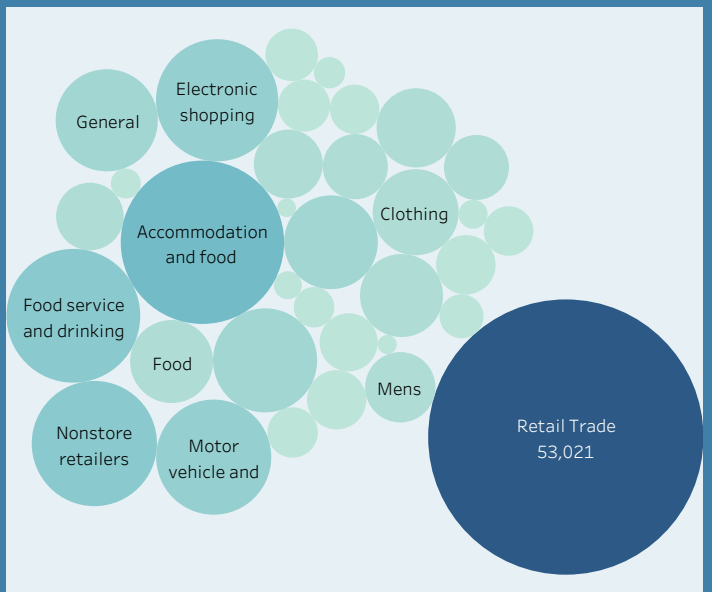 Electronic
shopping
General
Clothing
Accommodation
and food
Food service
and drinking
Food
Mens
Retail Trade
53,021
Nonstore
retailers
Motor
vehicle and